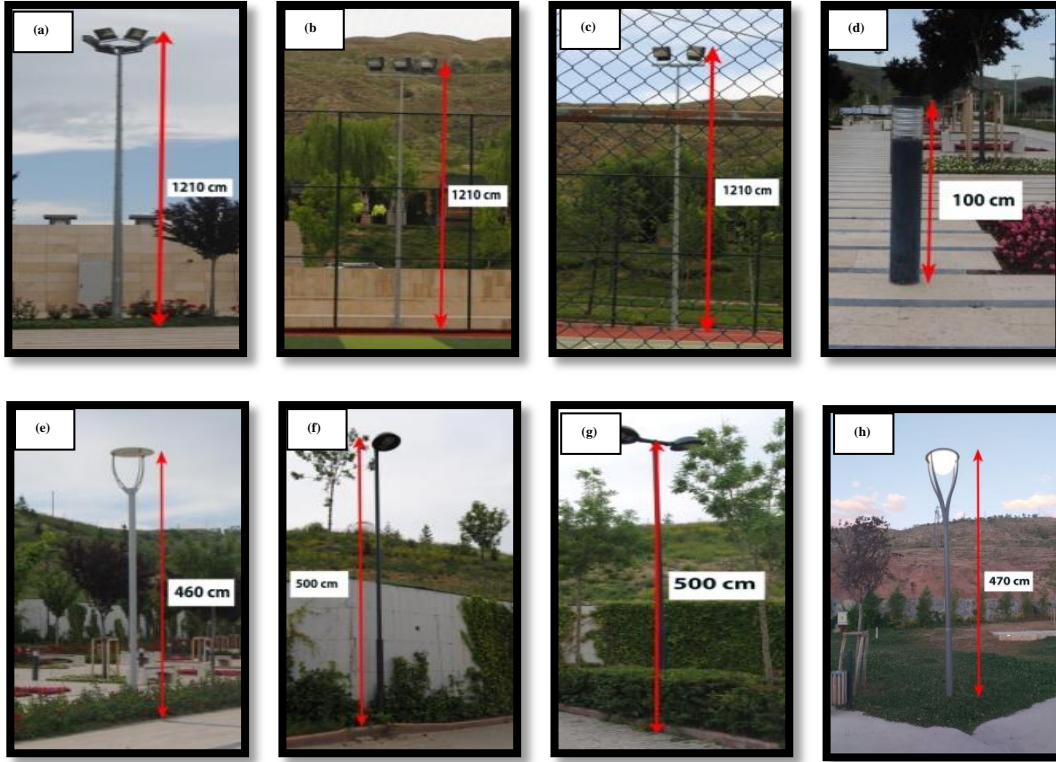 (a)
1210 cm
(b)
1210 cm
(c)
1210 cm
(d)
100 cm
(e)
460 cm
(f)
500 cm
(g)
500 cm
(h)
470 cm